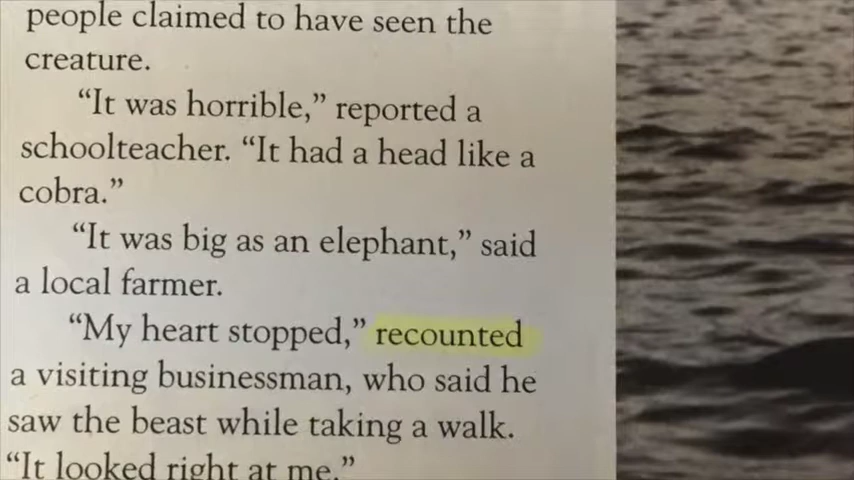 people claimed to have seen the
creature.
“It was horrible,” reported a
schoolteacher. “It had a head like a
cobra.”
“It was big as an elephant,” said
a local farmer.
“My heart stopped,” recounted
a visiting businessman, who said he
saw the beast while taking a walk.
“It looked right at me.”